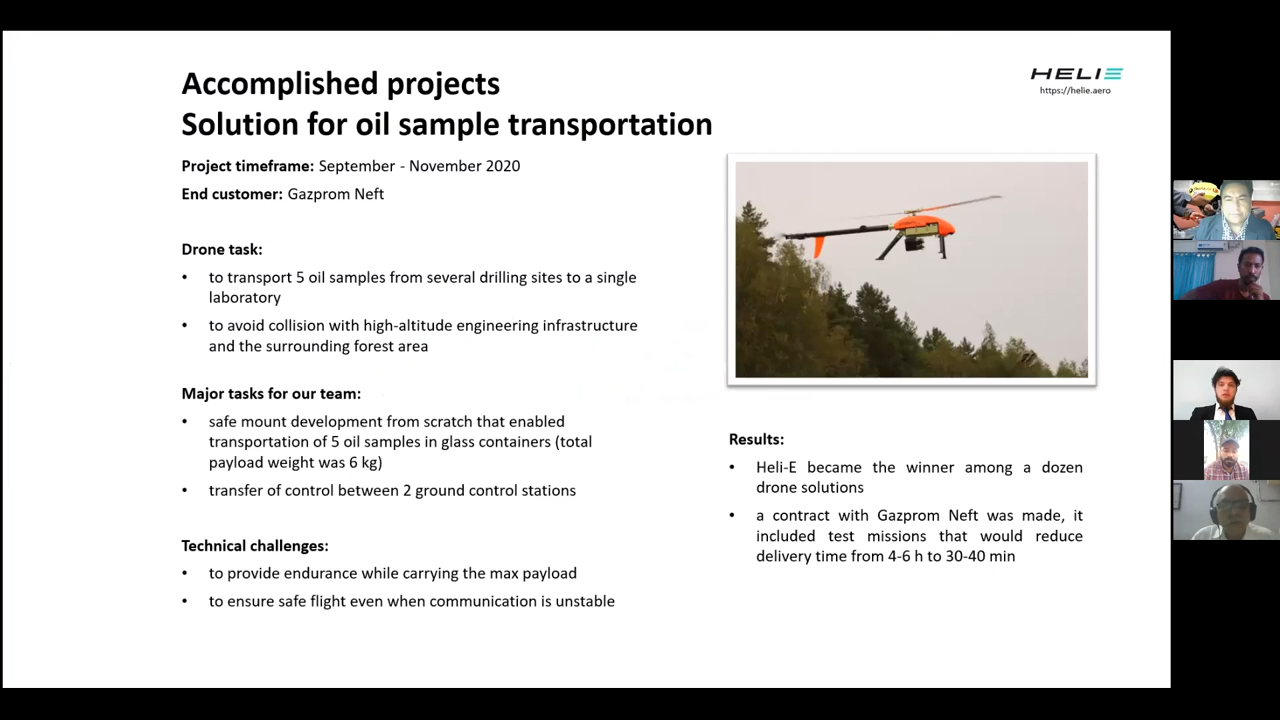 Accomplished projects
Solution for oil sample transportation
HELIE
https://helie.aero
Project timeframe: September - November 2020
End customer: Gazprom Neft
Drone task:
• to transport 5 oil samples from several drilling sites to a single
laboratory
• to avoid collision with high-altitude engineering infrastructure
and the surrounding forest area
Major tasks for our team:
• safe mount development from scratch that enabled
transportation of 5 oil samples in glass containers (total
payload weight was 6 kg)
• transfer of control between 2 ground control stations
Technical challenges:
• to provide endurance while carrying the max payload
• to ensure safe flight even when communication is unstable
Results:
• Heli-E became the winner among a dozen
drone solutions
• a contract with Gazprom Neft was made, it
included test missions that would reduce
delivery time from 4-6 h to 30-40 min